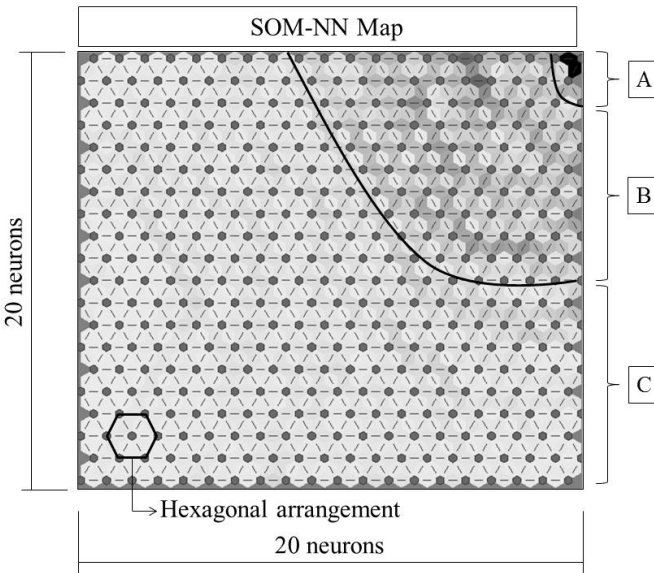 SOM-NN Map
A
B
20 neurons
C
Hexagonal arrangement
20 neurons